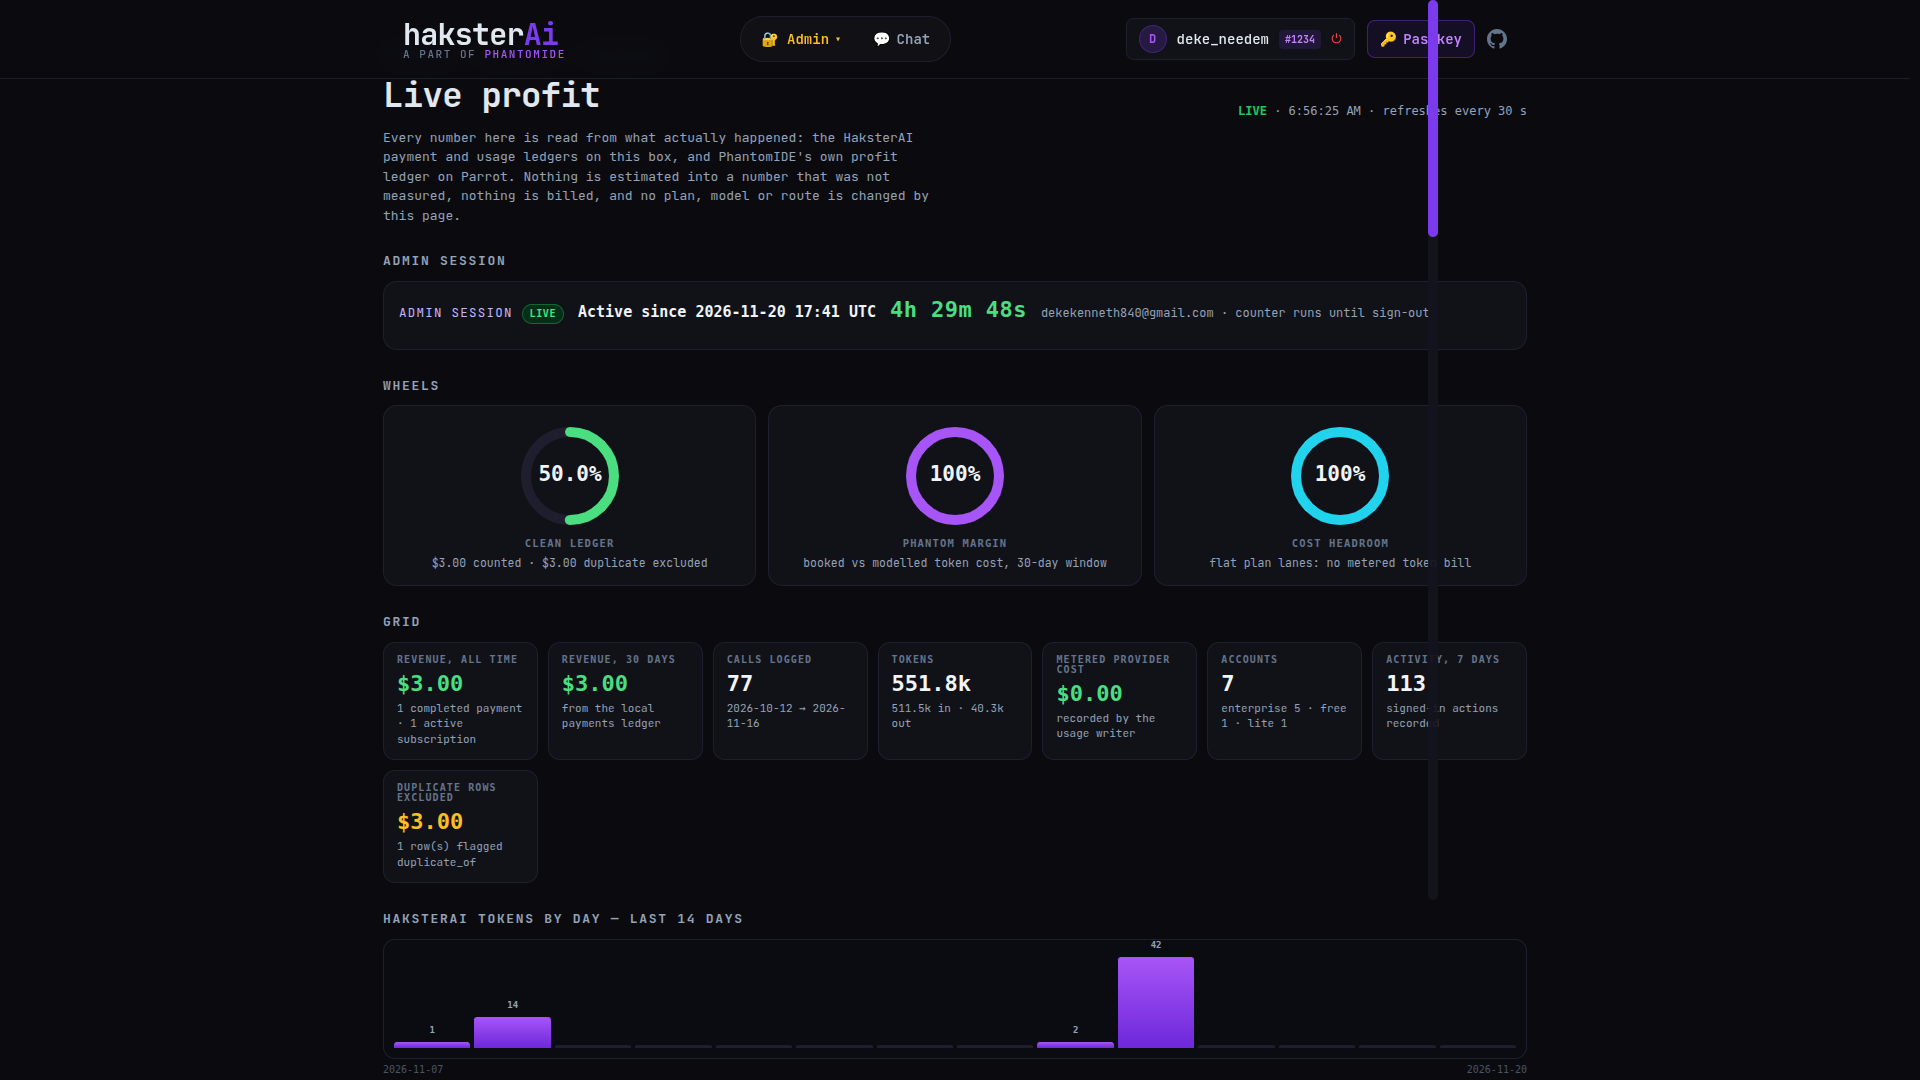 haksterAi
A PART OF PHANTOMIDE
🔐 Admin ▾
💬 Chat
D deke_needem #1234
🔑 Pas key
Live profit
LIVE · 6:56:25 AM · refreshes every 30 s
Every number here is read from what actually happened: the HaksterAI
payment and usage ledgers on this box, and PhantomIDE's own profit
ledger on Parrot. Nothing is estimated into a number that was not
measured, nothing is billed, and no plan, model or route is changed by
this page.
ADMIN SESSION
ADMIN SESSION LIVE Active since 2026-11-20 17:41 UTC 4h 29m 48s dekekenneth840@gmail.com · counter runs until sign-out
WHEELS
50.0%
CLEAN LEDGER
$3.00 counted · $3.00 duplicate excluded
100%
PHANTOM MARGIN
booked vs modelled token cost, 30-day window
100%
COST HEADROOM
flat plan lanes: no metered token bill
GRID
REVENUE, ALL TIME
$3.00
1 completed payment
· 1 active
subscription
REVENUE, 30 DAYS
$3.00
from the local
payments ledger
CALLS LOGGED
77
2026-10-12 → 2026-
11-16
TOKENS
551.8k
511.5k in · 40.3k
out
METERED PROVIDER
COST
$0.00
recorded by the
usage writer
ACCOUNTS
7
enterprise 5 · free
1 · lite 1
ACTIVITY, 7 DAYS
113
signed-in actions
recorded
DUPLICATE ROWS
EXCLUDED
$3.00
1 row(s) flagged
duplicate_of
HAKSTERAI TOKENS BY DAY — LAST 14 DAYS
1
14
2
42
2026-11-07
2026-11-20